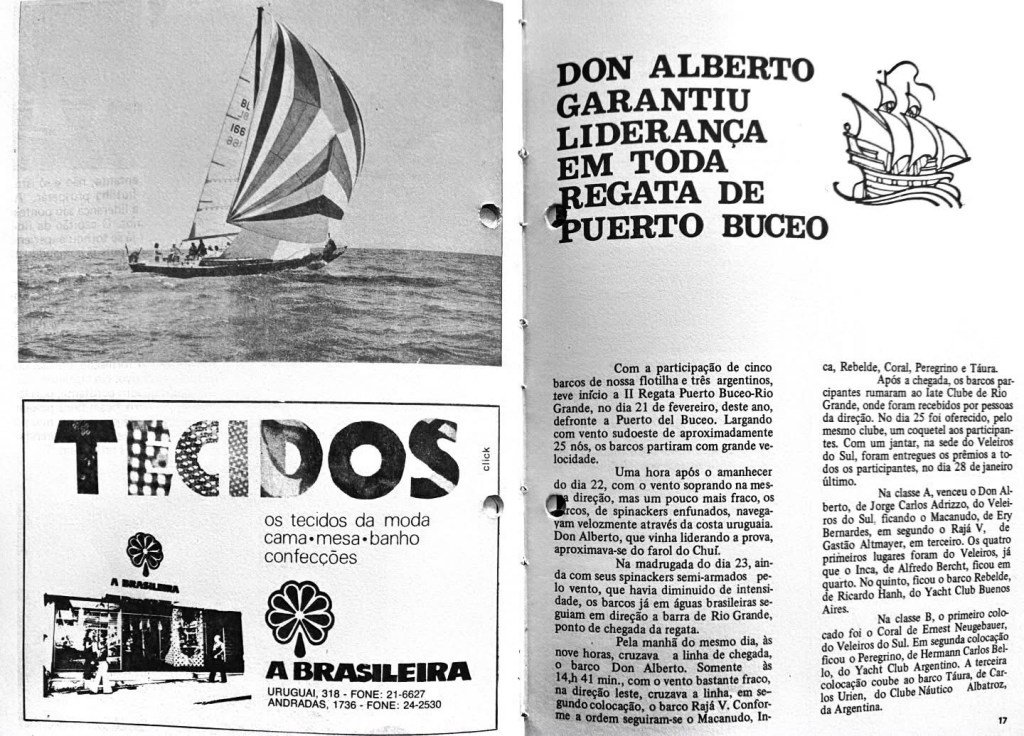 BL
166
TECIDOS
click
os tecidos da moda
cama•mesa•banho
confecções
A BRASILEIRA
A BRASILEIRA
URUGUAI, 318 - FONE: 21-6627
ANDRADAS, 1736 - FONE: 24-2530
DON ALBERTO
GARANTIU
LIDERANÇA
EM TODA
REGATA DE
PUERTO BUCEO
Com a participação de cinco
barcos de nossa flotilha e três argentinos,
teve início a II Regata Puerto Buceo-Rio
Grande, no dia 21 de fevereiro, deste ano,
defronte a Puerto del Buceo. Largando
com vento sudoeste de aproximadamente
25 nós, os barcos partiram com grande ve-
locidade.
Uma hora após o amanhecer
do dia 22, com o vento soprando na mes-
direção, mas um pouco mais fraco, os
barcos, de spinackers enfunados, navega-
vam velozmente através da costa uruguaia.
Don Alberto, que vinha liderando a prova,
aproximava-se do farol do Chuí.
Na madrugada do dia 23, ain-
da com seus spinackers semi-armados pe-
lo vento, que havia diminuido de intensi-
dade, os barcos já em águas brasileiras se-
guiam em direção a barra de Rio Grande,
ponto de chegada da regata.
Pela manhã do mesmo dia, às
nove horas, cruzava a linha de chegada,
o barco Don Alberto. Somente às
14,h 41 min., com o vento bastante fraco,
na direção leste, cruzava a linha, em se-
gundo colocação, o barco Rajá V. Confor-
me a ordem seguiram-se o Macanudo, In-
ca, Rebelde, Coral, Peregrino e Táura.
Após a chegada, os barcos par-
cipantes rumaram ao Iate Clube de Rio
Grande, onde foram recebidos por pessoas
da direção. No dia 25 foi oferecido, pelo
mesmo clube, um coquetel aos participan-
tes. Com um jantar, na sede do Veleiros
do Sul, foram entregues os prêmios a to-
dos os participantes, no dia 28 de janeiro
último.
Na classe A, venceu o Don Al-
berto, de Jorge Carlos Adrizzo, do Velei-
ros do Sul, ficando o Macanudo, de Ery
Bernardes, em segundo o Rajá V, de
Gastão Altmayer, em terceiro. Os quatro
primeiros lugares foram do Veleiros, já
que o Inca, de Alfredo Bercht, ficou em
quarto. No quinto, ficou o barco Rebelde,
de Ricardo Hanh, do Yacht Club Buenos
Aires.
Na classe B, o primeiro colo-
cado foi o Coral de Ernest Neugebauer,
do Veleiros do Sul. Em segunda colocação
ficou o Peregrino, de Hermann Carlos Bel-
lo, do Yacht Club Argentino. A terceira
colocação coube ao barco Táura, de Car-
los Urien, do Clube Náutico Albatroz,
da Argentina.
17